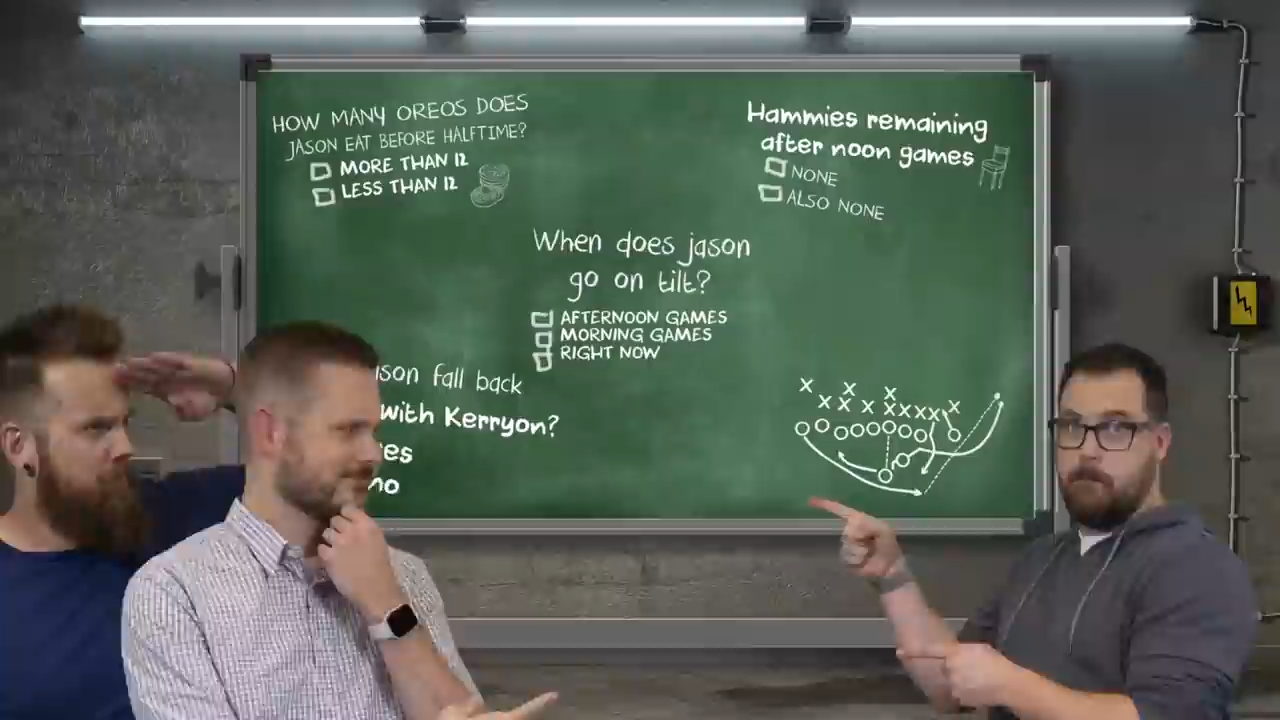 HOW MANY OREOS DOES
JASON EAT BEFORE HALFTIME?
MORE THAN 12
LESS THAN 12
Hammies remaining
after noon games
NONE
ALSO NONE
When does jason
go on tilt?
AFTERNOON GAMES
MORNING GAMES
RIGHT NOW
fall back
with Kerryon?
no
X X X
X X X X X X X X X